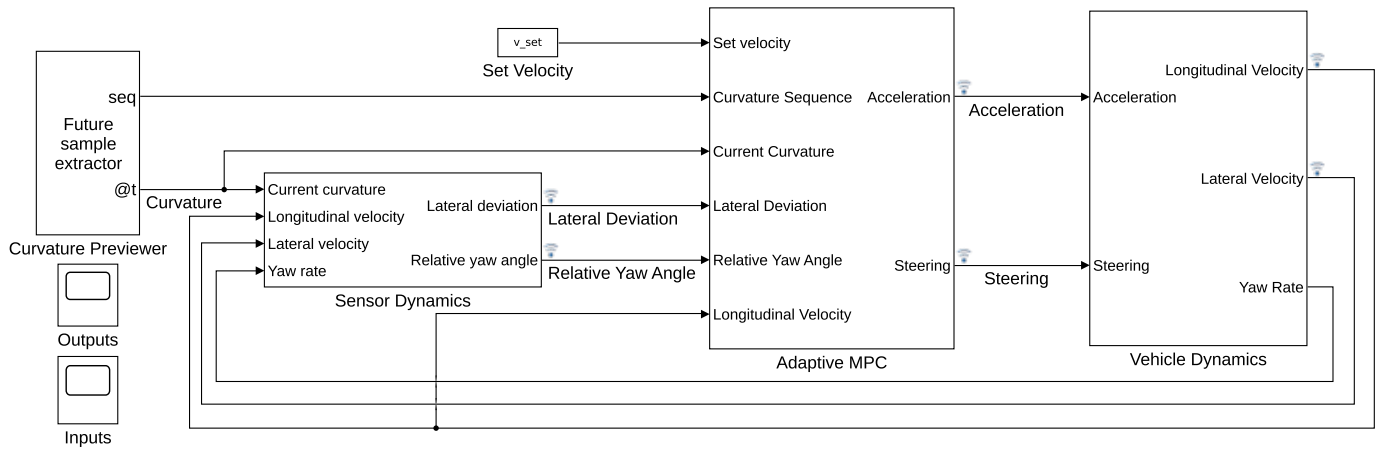 seq
Future
sample
extractor
@t
Curvature
Curvature Previewer
Outputs
Inputs
v_set
Set Velocity
Current curvature
Longitudinal velocity
Lateral velocity
Yaw rate
Lateral deviation
Relative yaw angle
Sensor Dynamics
Lateral Deviation
Relative Yaw Angle
Set velocity
Curvature Sequence
Current Curvature
Lateral Deviation
Relative Yaw Angle
Longitudinal Velocity
Acceleration
Steering
Adaptive MPC
Acceleration
Steering
Acceleration
Steering
Longitudinal Velocity
Lateral Velocity
Yaw Rate
Vehicle Dynamics